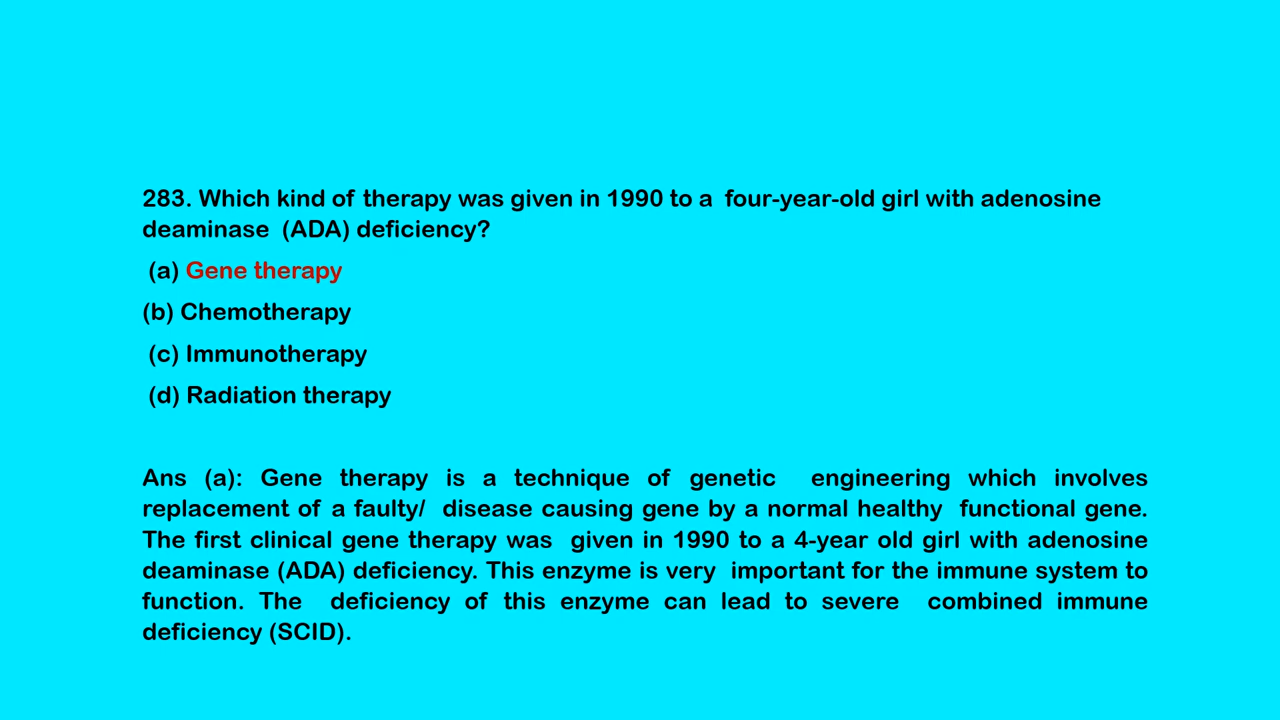 283. Which kind of therapy was given in 1990 to a four-year-old girl with adenosine
deaminase (ADA) deficiency?
(a) Gene therapy
(b) Chemotherapy
(c) Immunotherapy
(d) Radiation therapy
Ans (a): Gene therapy is a technique of genetic engineering which involves
replacement of a faulty/ disease causing gene by a normal healthy functional gene.
The first clinical gene therapy was given in 1990 to a 4-year old girl with adenosine
deaminase (ADA) deficiency. This enzyme is very important for the immune system to
function. The deficiency of this enzyme can lead to severe combined immune
deficiency (SCID).